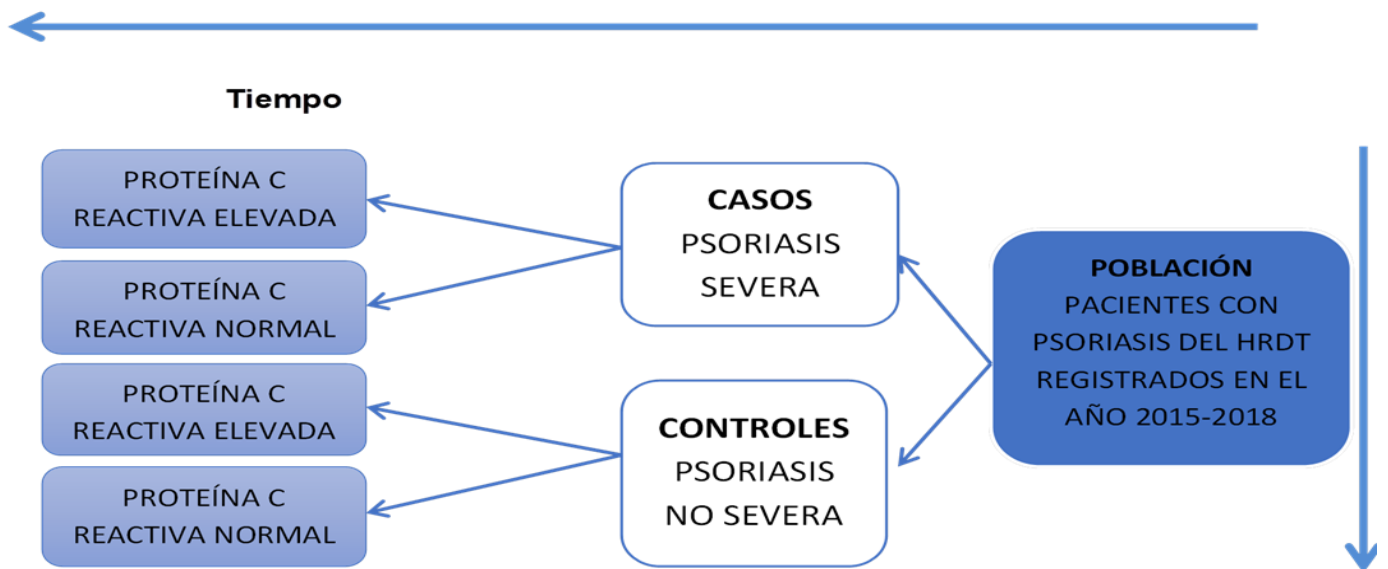 Tiempo
PROTEÍNA C
REACTIVA ELEVADA
PROTEÍNA C
REACTIVA NORMAL
PROTEÍNA C
REACTIVA ELEVADA
PROTEÍNA C
REACTIVA NORMAL
CASOS
PSORIASIS
SEVERA
CONTROLES
PSORIASIS
NO SEVERA
POBLACIÓN
PACIENTES CON
PSORIASIS DEL HRDT
REGISTRADOS EN EL
AÑO 2015-2018